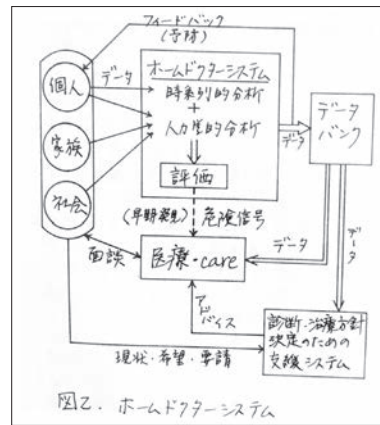 フィードバック
(予防)
個人
データ
ホームドクターシステム
時系列的分析
+
人力量的分析
データ
データ
バンク
家族
評価
社会
(早期発見)
危険信号
面談
医療・care
データ
データ
アドバイス
診断・治療方針
決定のための
支援システム
現状・希望・要請
図2. ホームドクターシステム